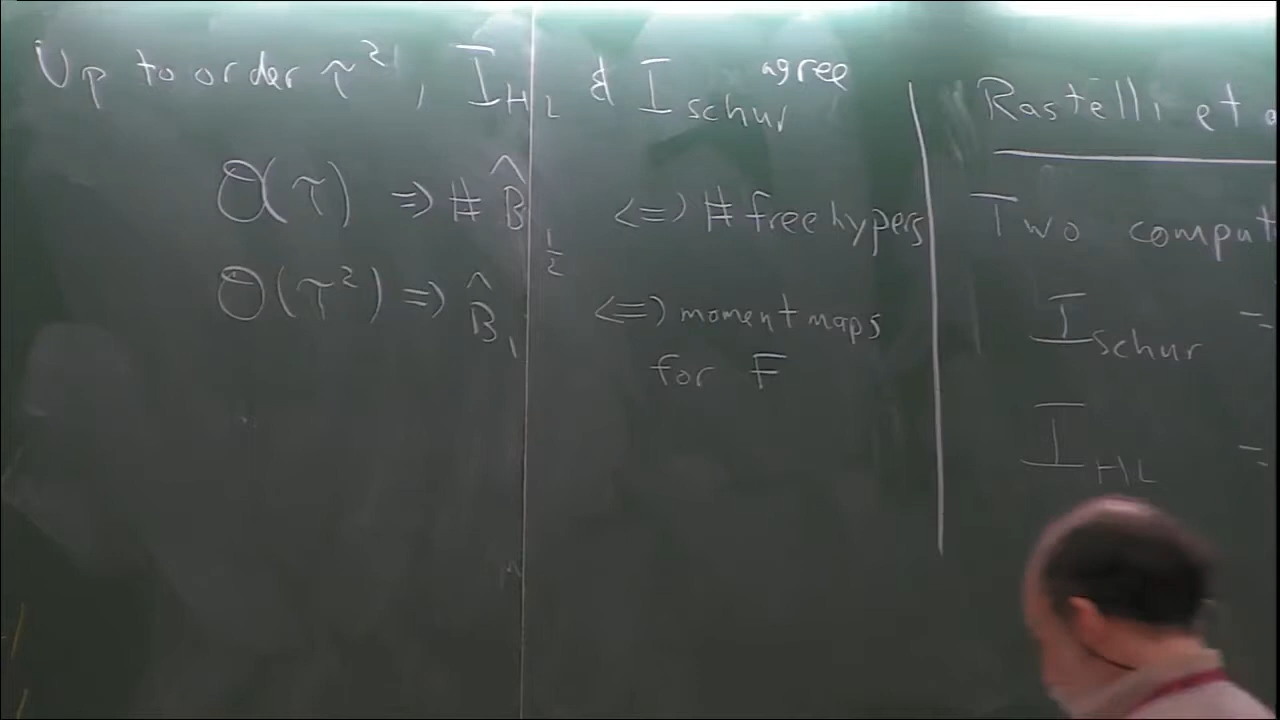 Up to order τ², I_HL & I_Schur agree
O(τ) => # B̂_{1/2} <=> # free hypers
O(τ²) => B̂_1 <=> moment maps
for F
Rastelli et
Two comput
I_Schur =
I_HL =